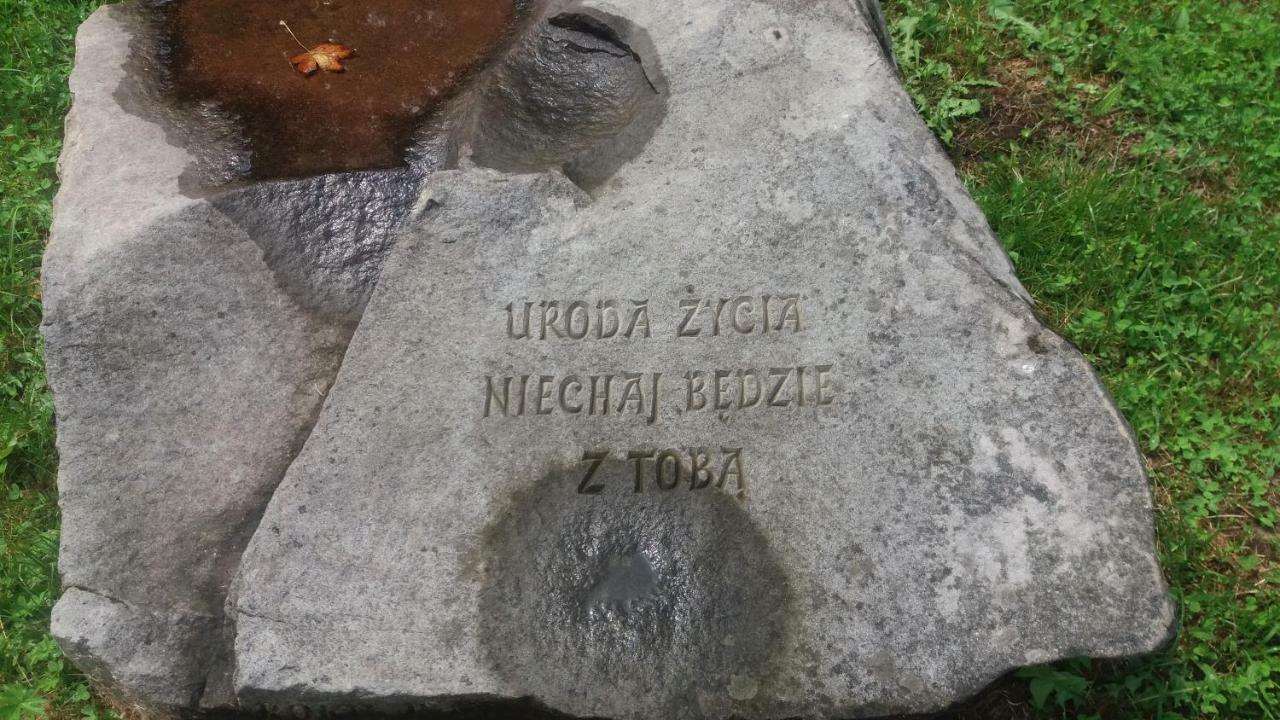 URODA ŻYCIA
NIECHAJ BĘDZIE
Z TOBĄ